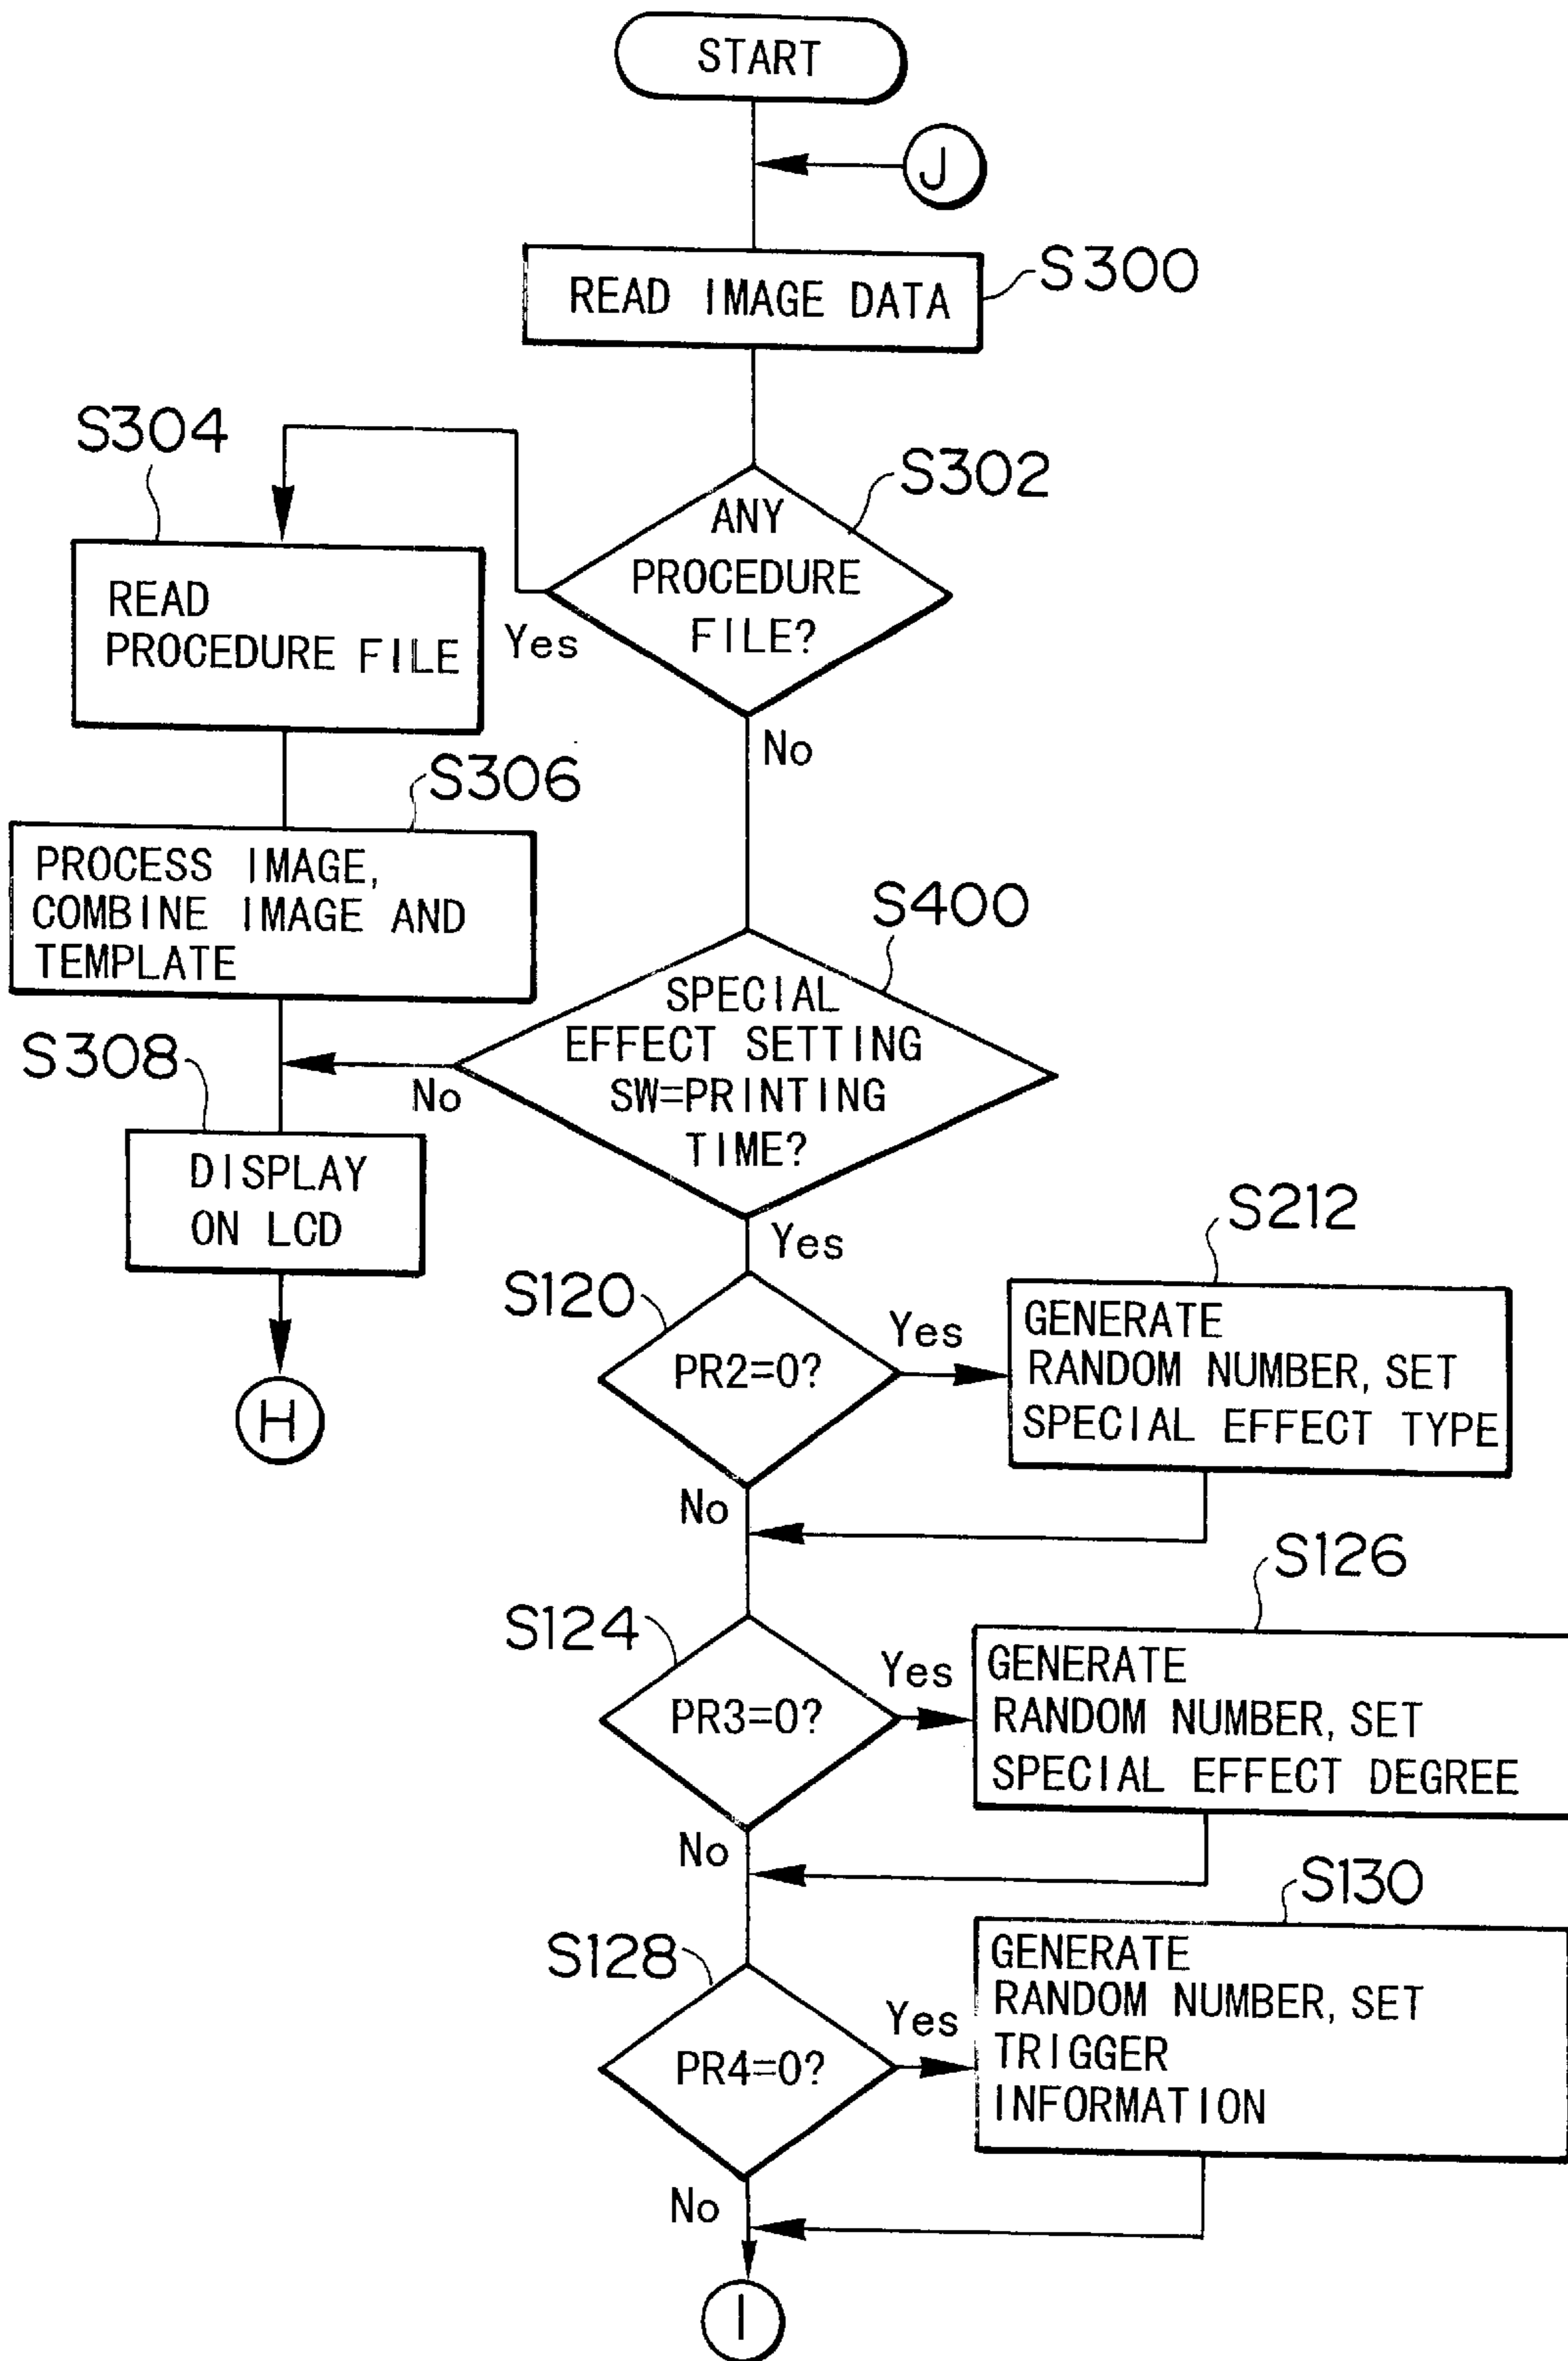 START
J
S300
READ IMAGE DATA
S304
S302
ANY
PROCEDURE
FILE?
READ
PROCEDURE FILE
Yes
No
S306
PROCESS IMAGE,
COMBINE IMAGE AND
TEMPLATE
S400
SPECIAL
EFFECT SETTING
SW=PRINTING
TIME?
S308
No
DISPLAY
ON LCD
Yes
H
S120
PR2=0?
Yes
S212
GENERATE
RANDOM NUMBER, SET
SPECIAL EFFECT TYPE
No
S126
S124
PR3=0?
Yes
GENERATE
RANDOM NUMBER, SET
SPECIAL EFFECT DEGREE
No
S130
S128
PR4=0?
Yes
GENERATE
RANDOM NUMBER, SET
TRIGGER
INFORMATION
No
I